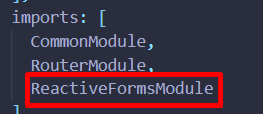 imports: [
CommonModule,
RouterModule,
ReactiveFormsModule
]